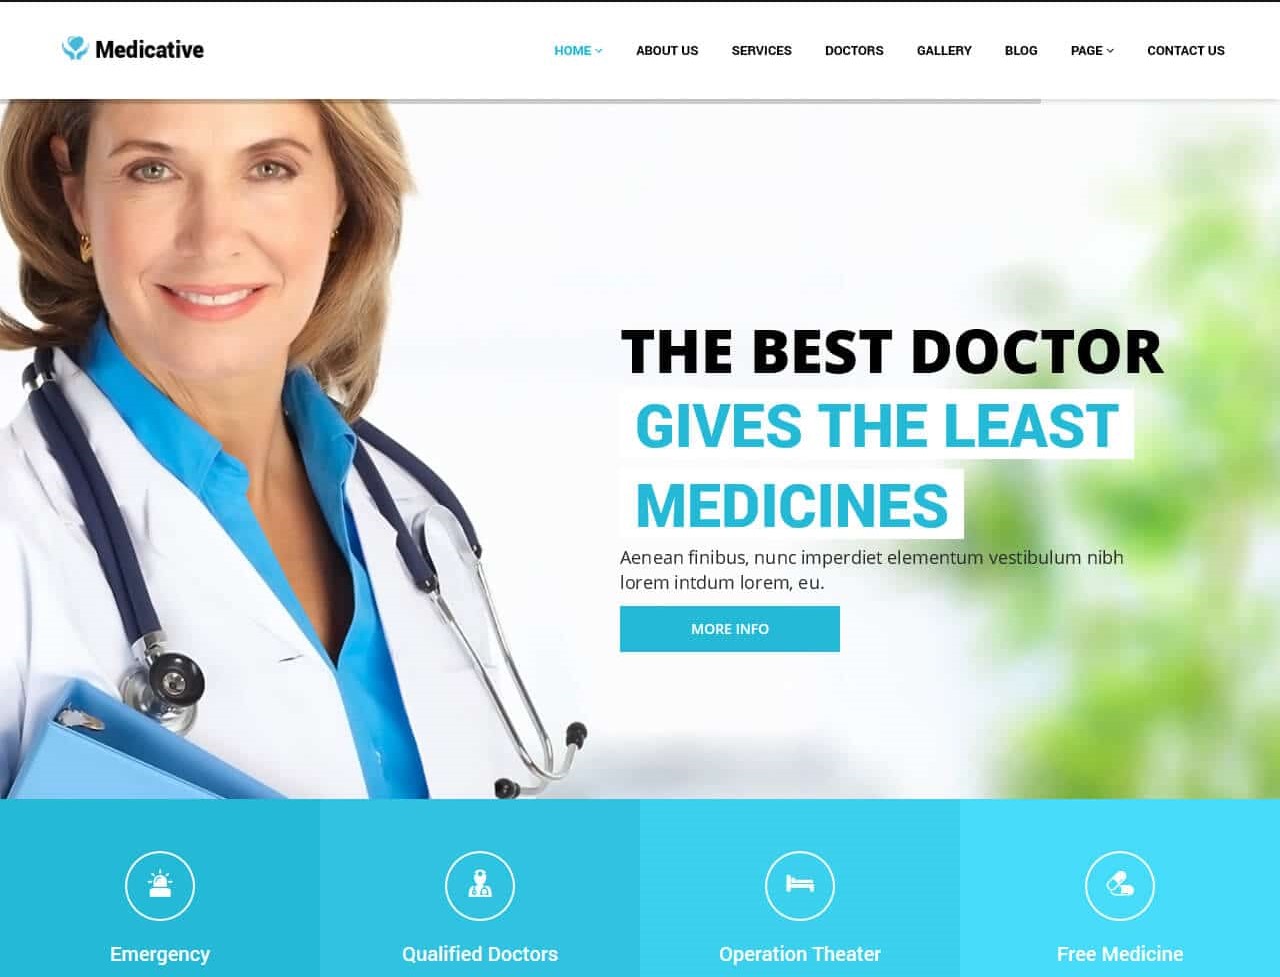 Medicative
HOME ABOUT US SERVICES DOCTORS GALLERY BLOG PAGE CONTACT US
THE BEST DOCTOR
GIVES THE LEAST
MEDICINES
Aenean finibus, nunc imperdiet elementum vestibulum nibh
lorem intdum lorem, eu.
MORE INFO
Emergency
Qualified Doctors
Operation Theater
Free Medicine